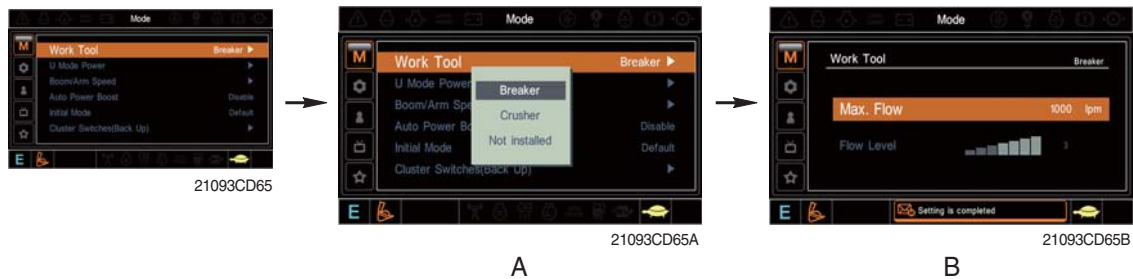 Mode
M
Work Tool Breaker ▶
U Mode Power ▶
Boom/Arm Speed ▶
Auto Power Boost Disable
Initial Mode Default
Cluster Switches(Back Up) ▶
E
21093CD65
Mode
M
Work Tool Breaker ▶
U Mode Power ▶
Boom/Arm Spe ▶
Auto Power Bo Disable
Initial Mode Default
Cluster Switches(Back Up) ▶
Breaker
Crusher
Not installed
E
21093CD65A
A
Mode
M
Work Tool Breaker
Max. Flow 1000 lpm
Flow Level 3
E
Setting is completed
21093CD65B
B